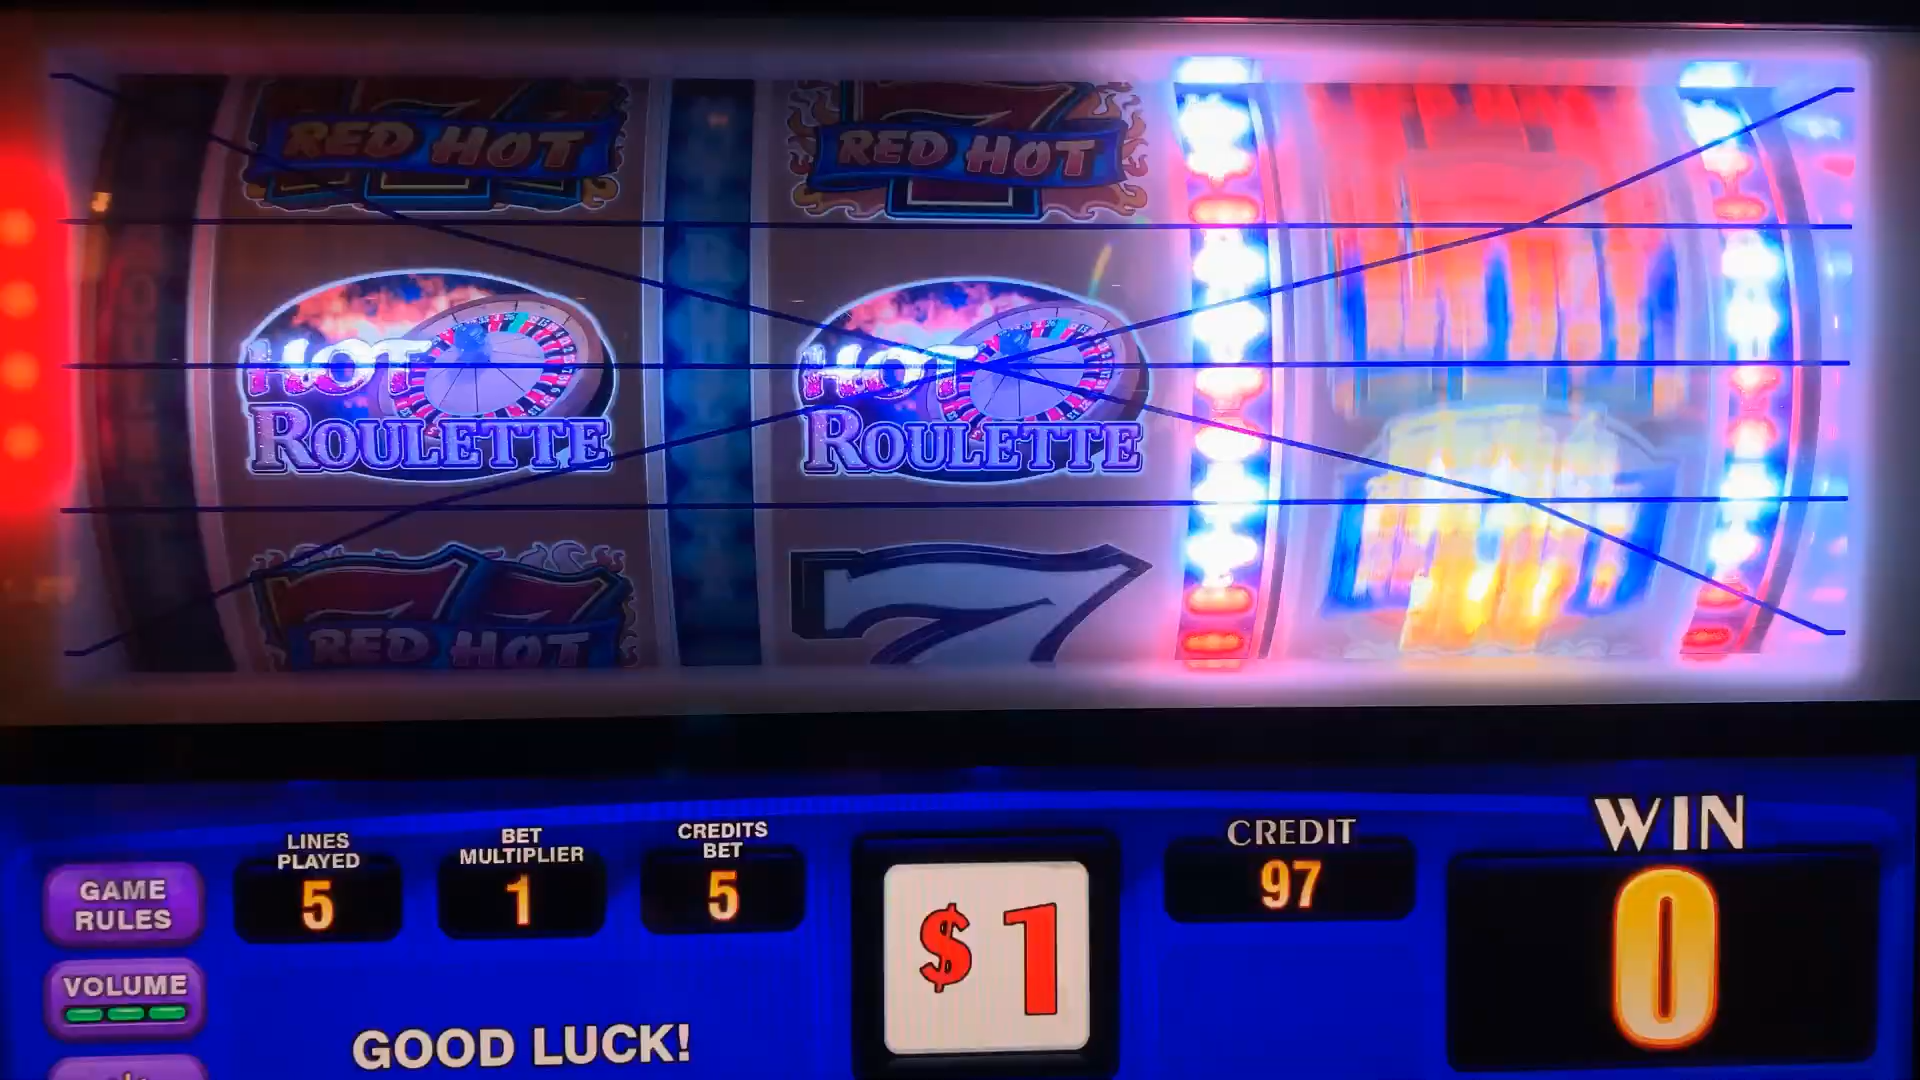 RED HOT
RED HOT
HOT
ROULETTE
HOT
ROULETTE
RED HOT
7
LINES
PLAYED
5
BET
MULTIPLIER
1
CREDITS
BET
5
$1
CREDIT
97
WIN
0
GAME
RULES
VOLUME
GOOD LUCK!